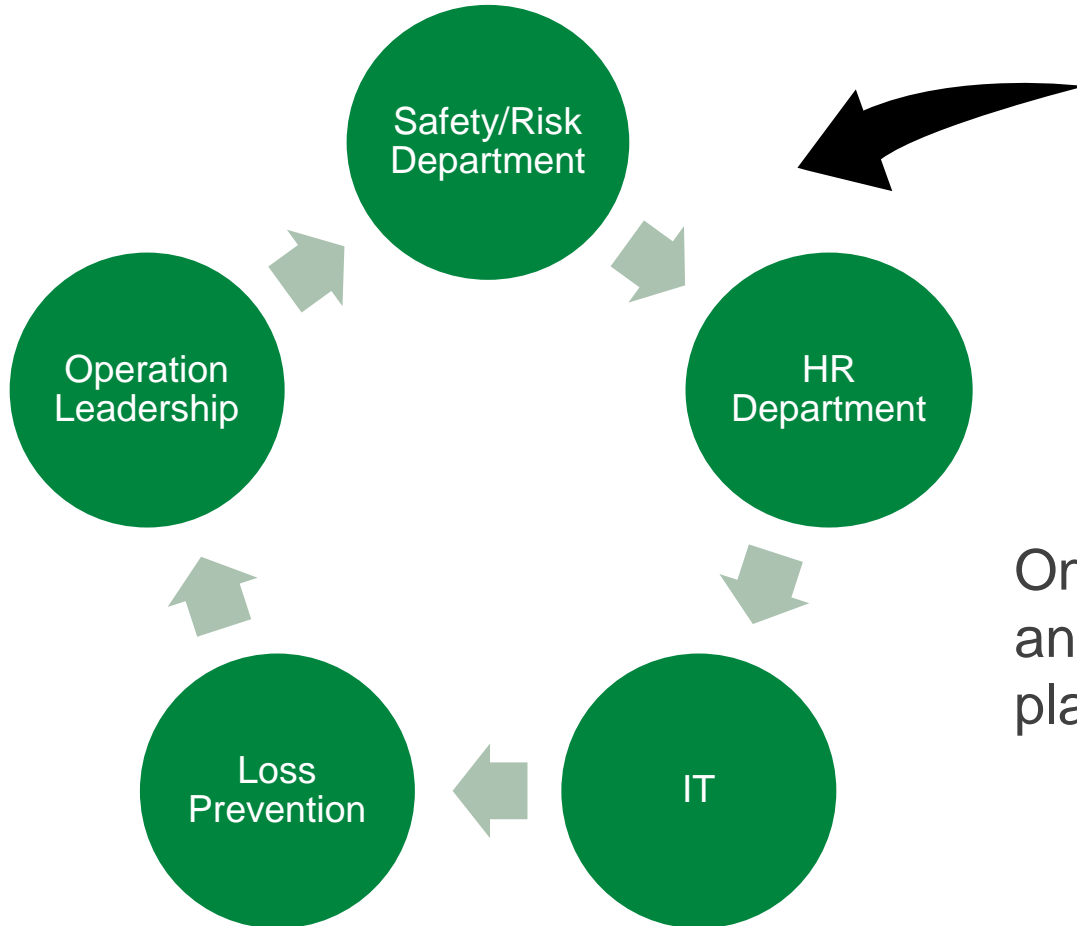 Safety/Risk
Department
HR
Department
IT
Loss
Prevention
Operation
Leadership